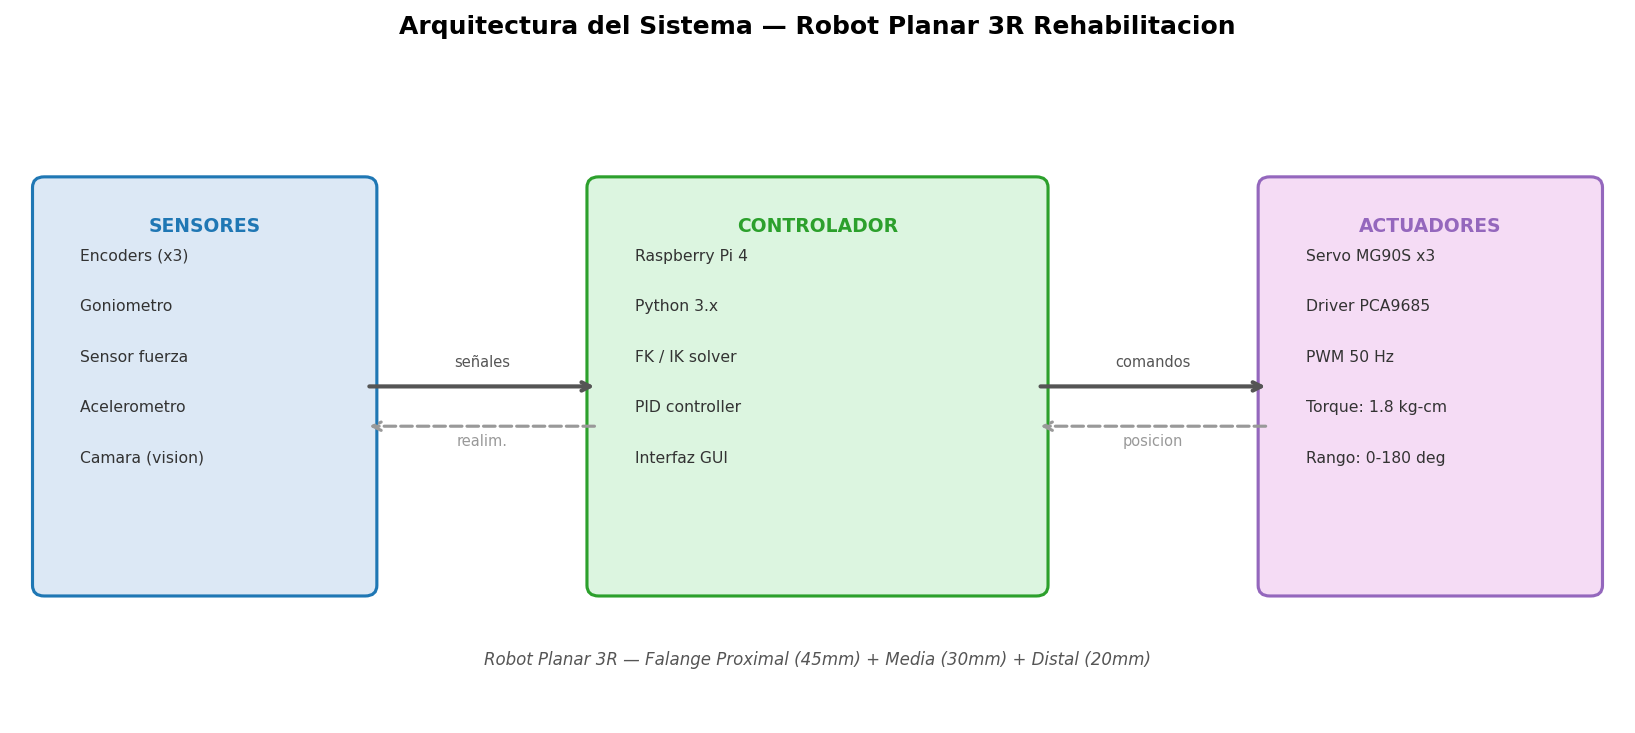 Arquitectura del Sistema — Robot Planar 3R Rehabilitacion
SENSORES
Encoders (x3)
Goniometro
Sensor fuerza
Acelerometro
Camara (vision)
señales
realim.
CONTROLADOR
Raspberry Pi 4
Python 3.x
FK / IK solver
PID controller
Interfaz GUI
comandos
posicion
ACTUADORES
Servo MG90S x3
Driver PCA9685
PWM 50 Hz
Torque: 1.8 kg-cm
Rango: 0-180 deg
Robot Planar 3R — Falange Proximal (45mm) + Media (30mm) + Distal (20mm)